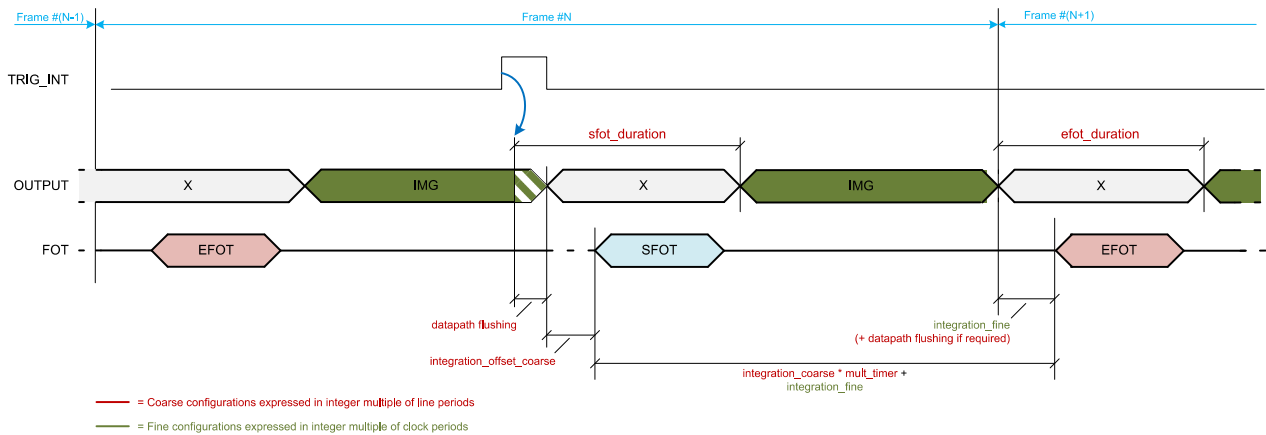 Frame #(N-1)
Frame #N
Frame #(N+1)
TRIG_INT
sfot_duration
efot_duration
OUTPUT
X
IMG
X
IMG
X
FOT
EFOT
SFOT
EFOT
datapath flushing
integration_fine
(+ datapath flushing if required)
integration_offset_coarse
integration_coarse * mult_timer +
integration_fine
= Coarse configurations expressed in integer multiple of line periods
= Fine configurations expressed in integer multiple of clock periods